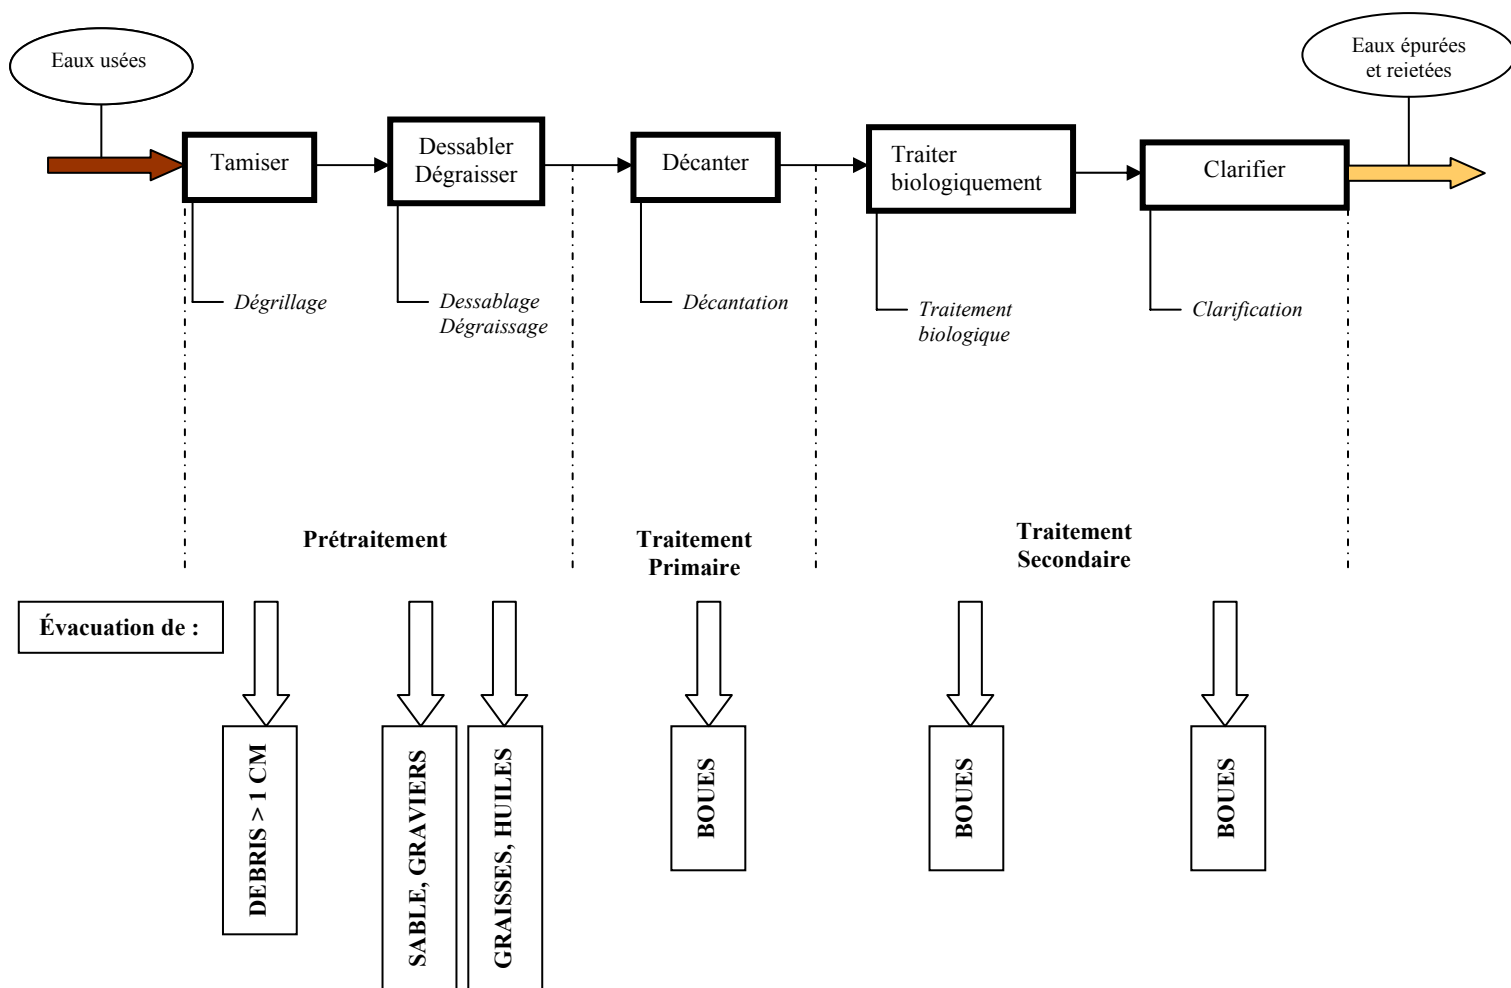 Eaux usées
Eaux épurées
et rejetées
Tamiser
Dessabler
Dégraisser
Décanter
Traiter
biologiquement
Clarifier
Dégrillage
Dessablage
Dégraissage
Décantation
Traitement
biologique
Clarification
Prétraitement
Traitement
Primaire
Traitement
Secondaire
Évacuation de :
DEBRIS > 1 CM
SABLE, GRAVIERS
GRAISSES, HUILES
BOUES
BOUES
BOUES